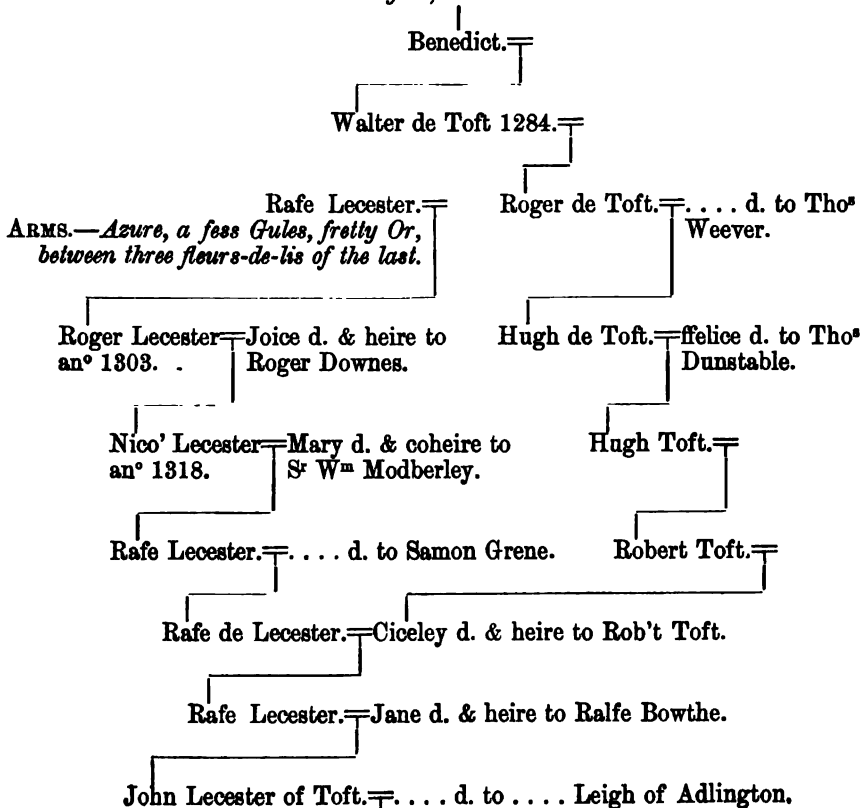 Benedict.
Walter de Toft 1284.
Rafe Lecester.
Roger de Toft. . . . . d. to Thoˢ
ARMS.—Azure, a fess Gules, fretty Or,
Weever.
between three fleurs-de-lis of the last.
Roger Lecester Joice d. & heire to
Hugh de Toft. ffelice d. to Thoˢ
anᵒ 1303. . Roger Downes.
Dunstable.
Nico' Lecester Mary d. & coheire to
Hugh Toft.
anᵒ 1318. Sʳ Wᵐ Modberley.
Rafe Lecester. . . . . d. to Samon Grene.
Robert Toft.
Rafe de Lecester. Ciceley d. & heire to Rob't Toft.
Rafe Lecester. Jane d. & heire to Ralfe Bowthe.
John Lecester of Toft. . . . . d. to . . . . Leigh of Adlington.